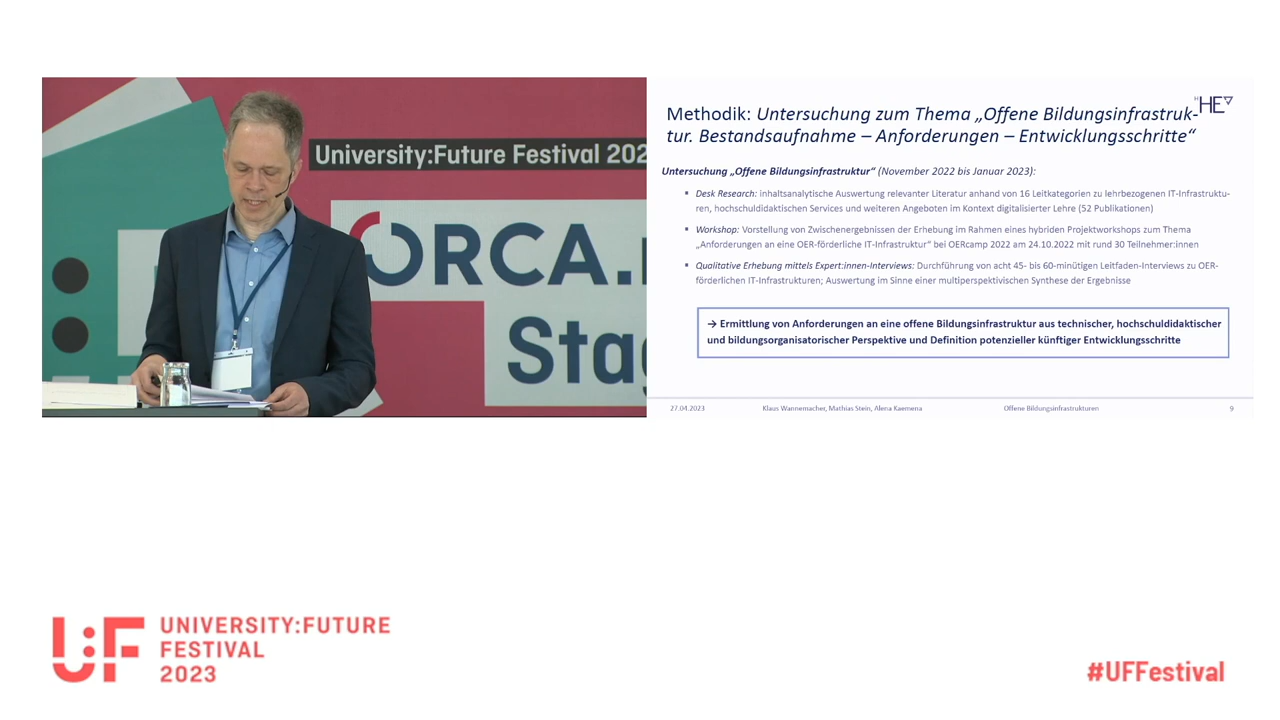 University:Future Festival 202
ORCA.
Stag
HE
Methodik: Untersuchung zum Thema „Offene Bildungsinfrastruk-
tur. Bestandsaufnahme – Anforderungen – Entwicklungsschritte“
Untersuchung „Offene Bildungsinfrastruktur“ (November 2022 bis Januar 2023):
▪ Desk Research: inhaltsanalytische Auswertung relevanter Literatur anhand von 16 Leitkategorien zu lehrbezogenen IT-Infrastruktu-
ren, hochschuldidaktischen Services und weiteren Angeboten im Kontext digitalisierter Lehre (52 Publikationen)
▪ Workshop: Vorstellung von Zwischenergebnissen der Erhebung im Rahmen eines hybriden Projektworkshops zum Thema
„Anforderungen an eine OER-förderliche IT-Infrastruktur“ bei OERcamp 2022 am 24.10.2022 mit rund 30 Teilnehmer:innen
▪ Qualitative Erhebung mittels Expert:innen-Interviews: Durchführung von acht 45- bis 60-minütigen Leitfaden-Interviews zu OER-
förderlichen IT-Infrastrukturen; Auswertung im Sinne einer multiperspektivischen Synthese der Ergebnisse
→ Ermittlung von Anforderungen an eine offene Bildungsinfrastruktur aus technischer, hochschuldidaktischer
und bildungsorganisatorischer Perspektive und Definition potenzieller künftiger Entwicklungsschritte
27.04.2023 Klaus Wannemacher, Mathias Stein, Alena Kaemena Offene Bildungsinfrastrukturen 9
U:F
UNIVERSITY:FUTURE
FESTIVAL
2023
#UFFestival